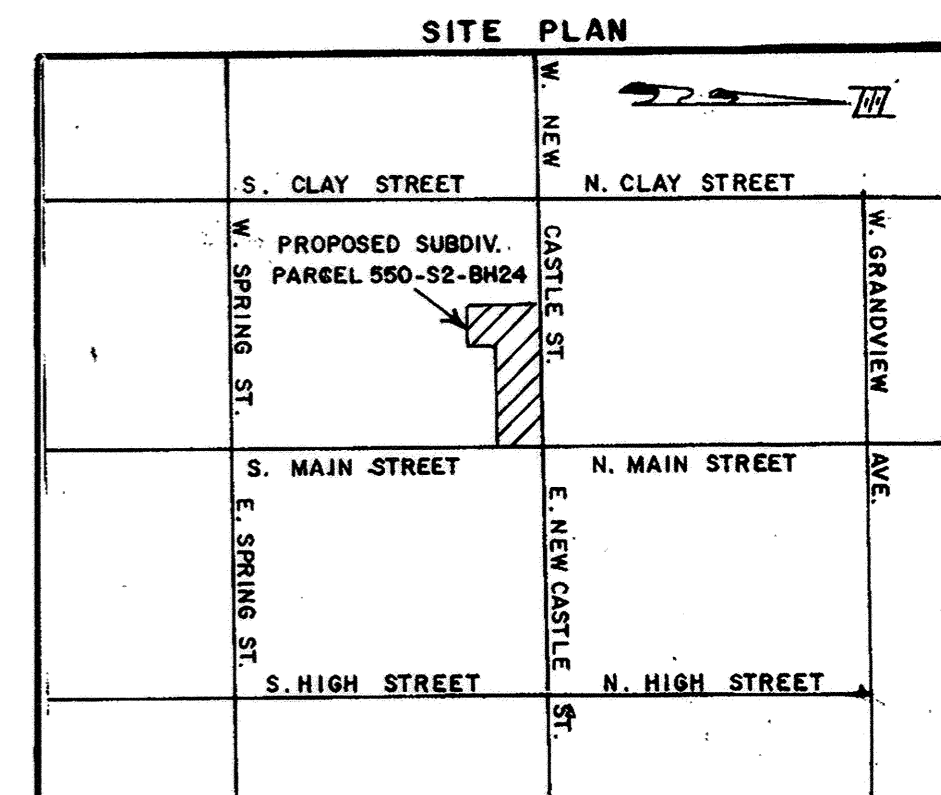 SITE PLAN
W. NEW CASTLE ST.
S. CLAY STREET
N. CLAY STREET
W. SPRING ST.
PROPOSED SUBDIV.
PARCEL 550-S2-BH24
W. GRANDVIEW AVE.
S. MAIN STREET
N. MAIN STREET
E. SPRING ST.
E. NEW CASTLE ST.
S. HIGH STREET
N. HIGH STREET